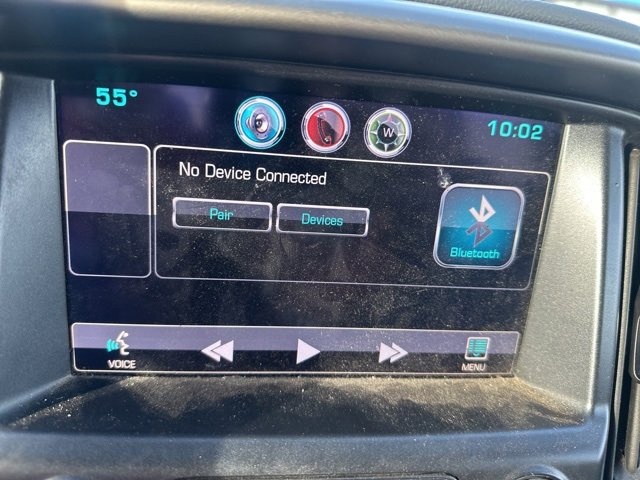 55°
W
10:02
No Device Connected
Pair
Devices
Bluetooth
VOICE
MENU